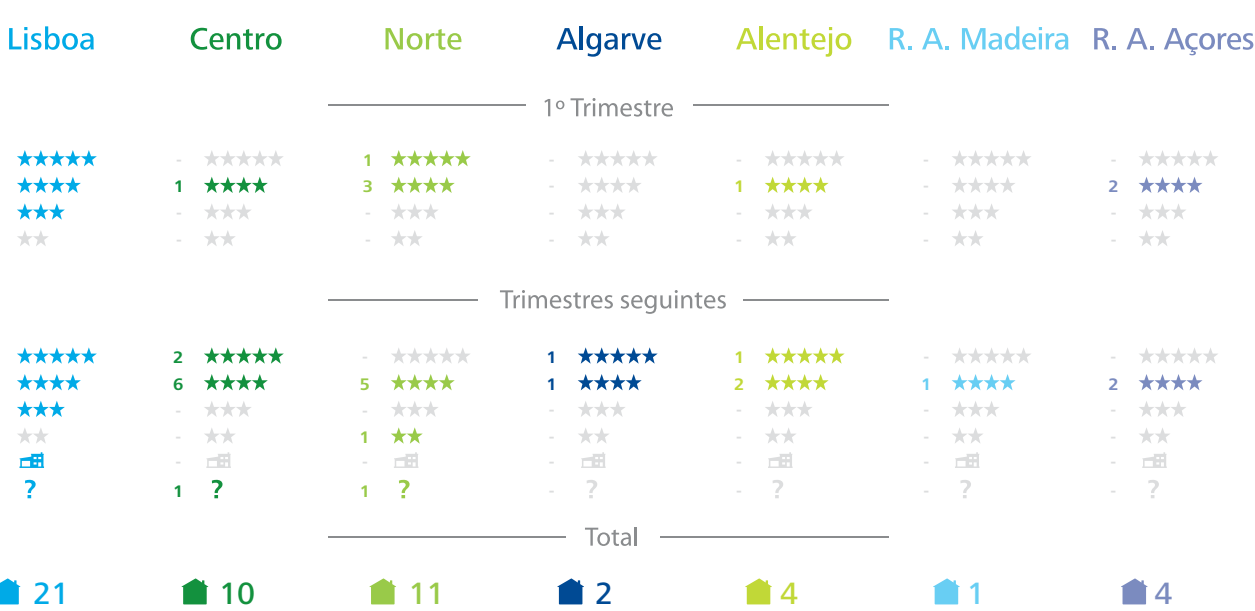 Lisboa Centro Norte Algarve Alentejo R. A. Madeira R. A. Açores
1º Trimestre
★★★★★ - ★★★★★ 1 ★★★★★ - ★★★★★ - ★★★★★ - ★★★★★ - ★★★★★
★★★★ 1 ★★★★ 3 ★★★★ - ★★★★ 1 ★★★★ - ★★★★ 2 ★★★★
★★★ - ★★★ - ★★★ - ★★★ - ★★★ - ★★★ - ★★★
★★ - ★★ - ★★ - ★★ - ★★ - ★★ - ★★
Trimestres seguintes
★★★★★ 2 ★★★★★ - ★★★★★ 1 ★★★★★ 1 ★★★★★ - ★★★★★ - ★★★★★
★★★★ 6 ★★★★ 5 ★★★★ 1 ★★★★ 2 ★★★★ 1 ★★★★ 2 ★★★★
★★★ - ★★★ - ★★★ - ★★★ - ★★★ - ★★★ - ★★★
★★ - ★★ 1 ★★ - ★★ - ★★ - ★★ - ★★
- - - - - -
? 1 ? 1 ? - ? - ? - ? - ?
Total
21 10 11 2 4 1 4